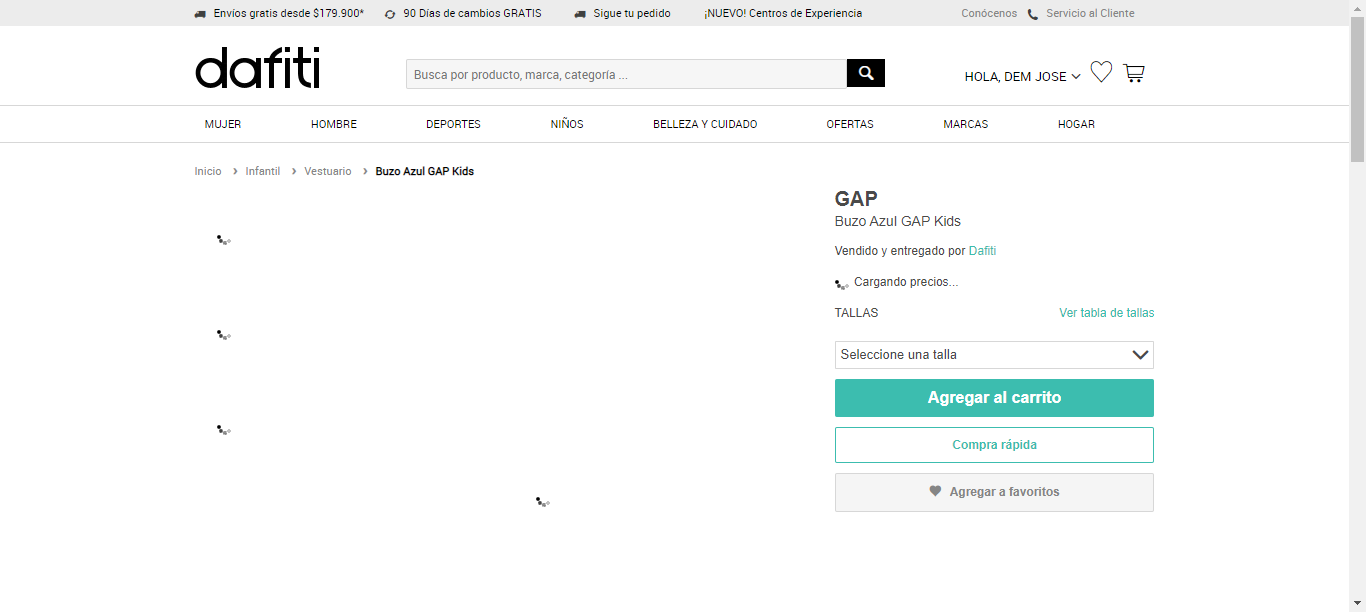 Envíos gratis desde $179.900* 90 Días de cambios GRATIS Sigue tu pedido ¡NUEVO! Centros de Experiencia Conócenos Servicio al Cliente
dafiti
Busca por producto, marca, categoría ...
HOLA, DEM JOSE
MUJER HOMBRE DEPORTES NIÑOS BELLEZA Y CUIDADO OFERTAS MARCAS HOGAR
Inicio > Infantil > Vestuario > Buzo Azul GAP Kids
GAP
Buzo Azul GAP Kids
Vendido y entregado por Dafiti
Cargando precios...
TALLAS Ver tabla de tallas
Seleccione una talla
Agregar al carrito
Compra rápida
Agregar a favoritos